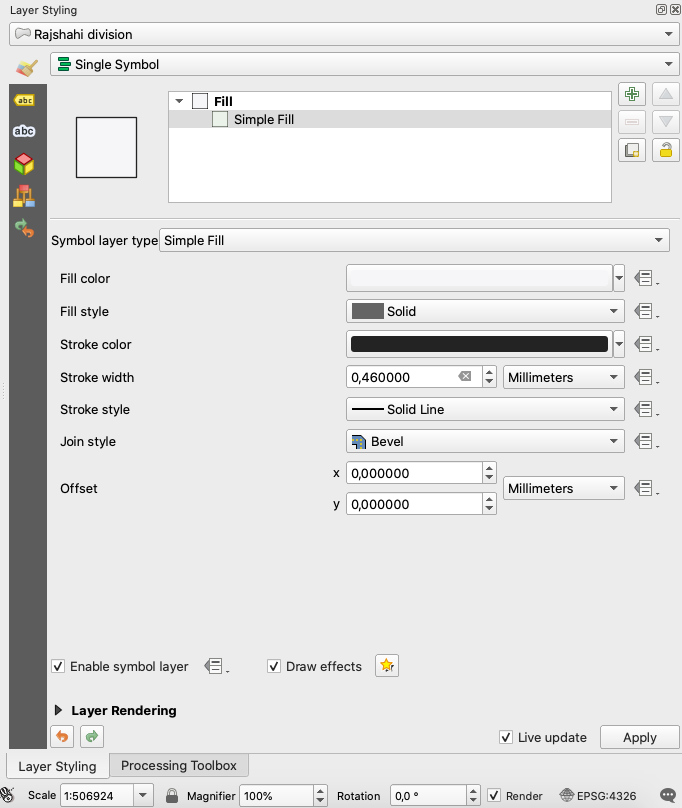 Layer Styling
Rajshahi division
Single Symbol
abc
abc
Fill
Simple Fill
Symbol layer type Simple Fill
Fill color
Fill style Solid
Stroke color
Stroke width 0,460000 Millimeters
Stroke style Solid Line
Join style Bevel
x 0,000000
Offset Millimeters
y 0,000000
Enable symbol layer Draw effects
Layer Rendering
Live update Apply
Layer Styling Processing Toolbox
Scale 1:506924 Magnifier 100% Rotation 0,0 ° Render EPSG:4326